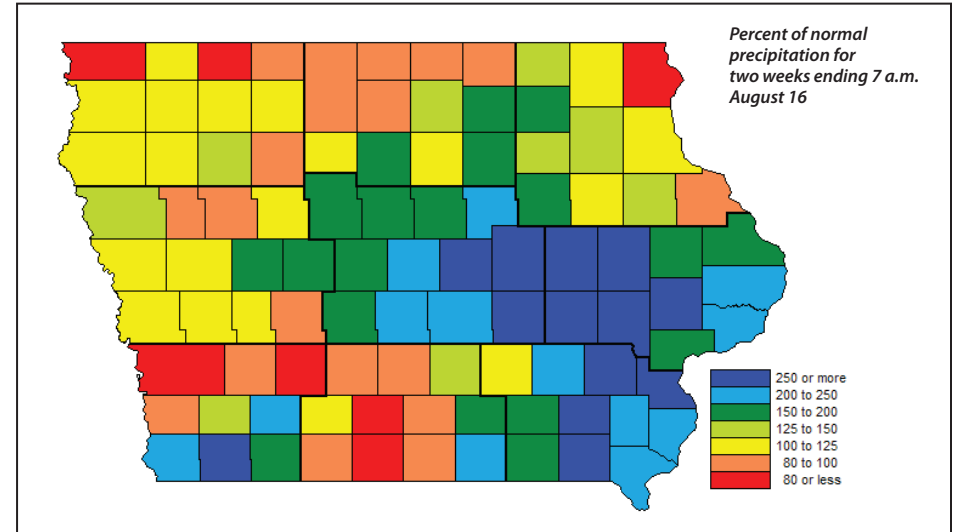 Percent of normal
precipitation for
two weeks ending 7 a.m.
August 16
250 or more
200 to 250
150 to 200
125 to 150
100 to 125
80 to 100
80 or less